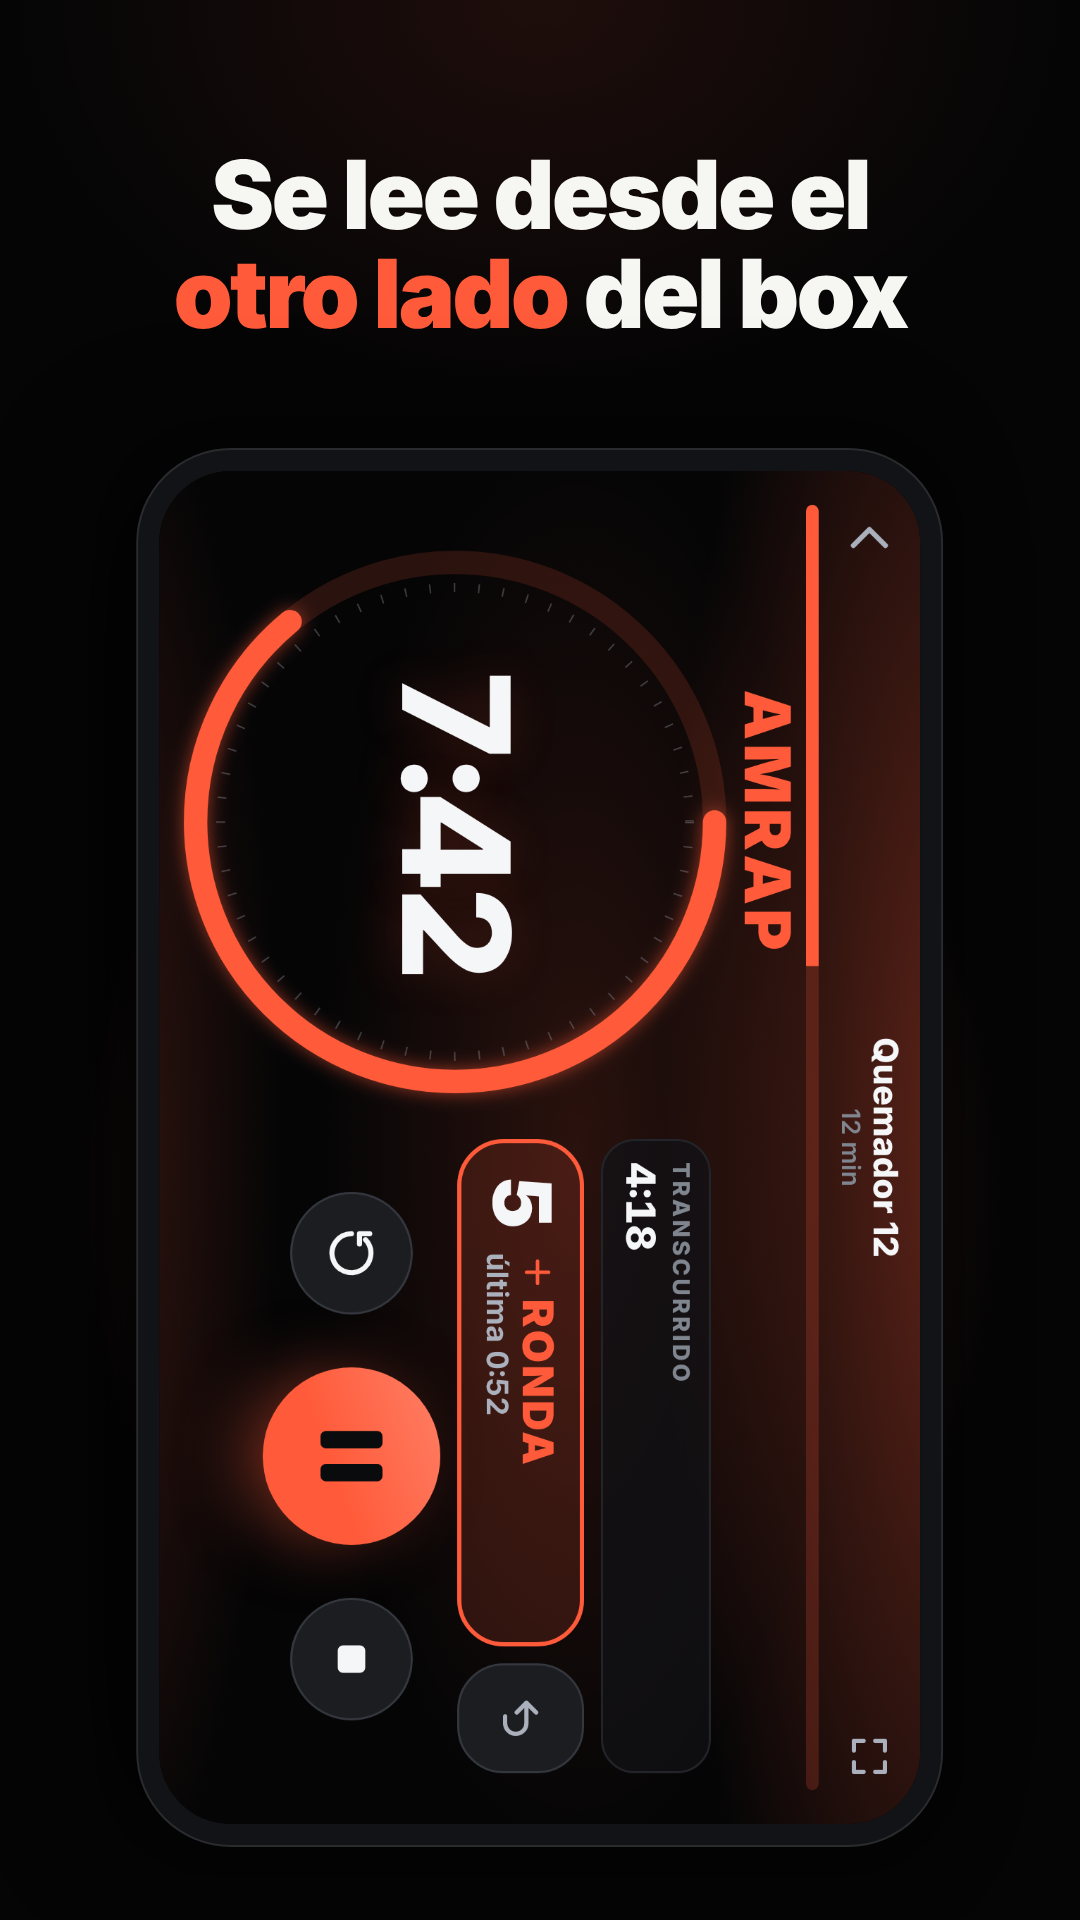 Se lee desde el
otro lado del box
Quemador 12
12 min
AMRAP
7:42
TRANSCURRIDO
4:18
5
+ RONDA
última 0:52